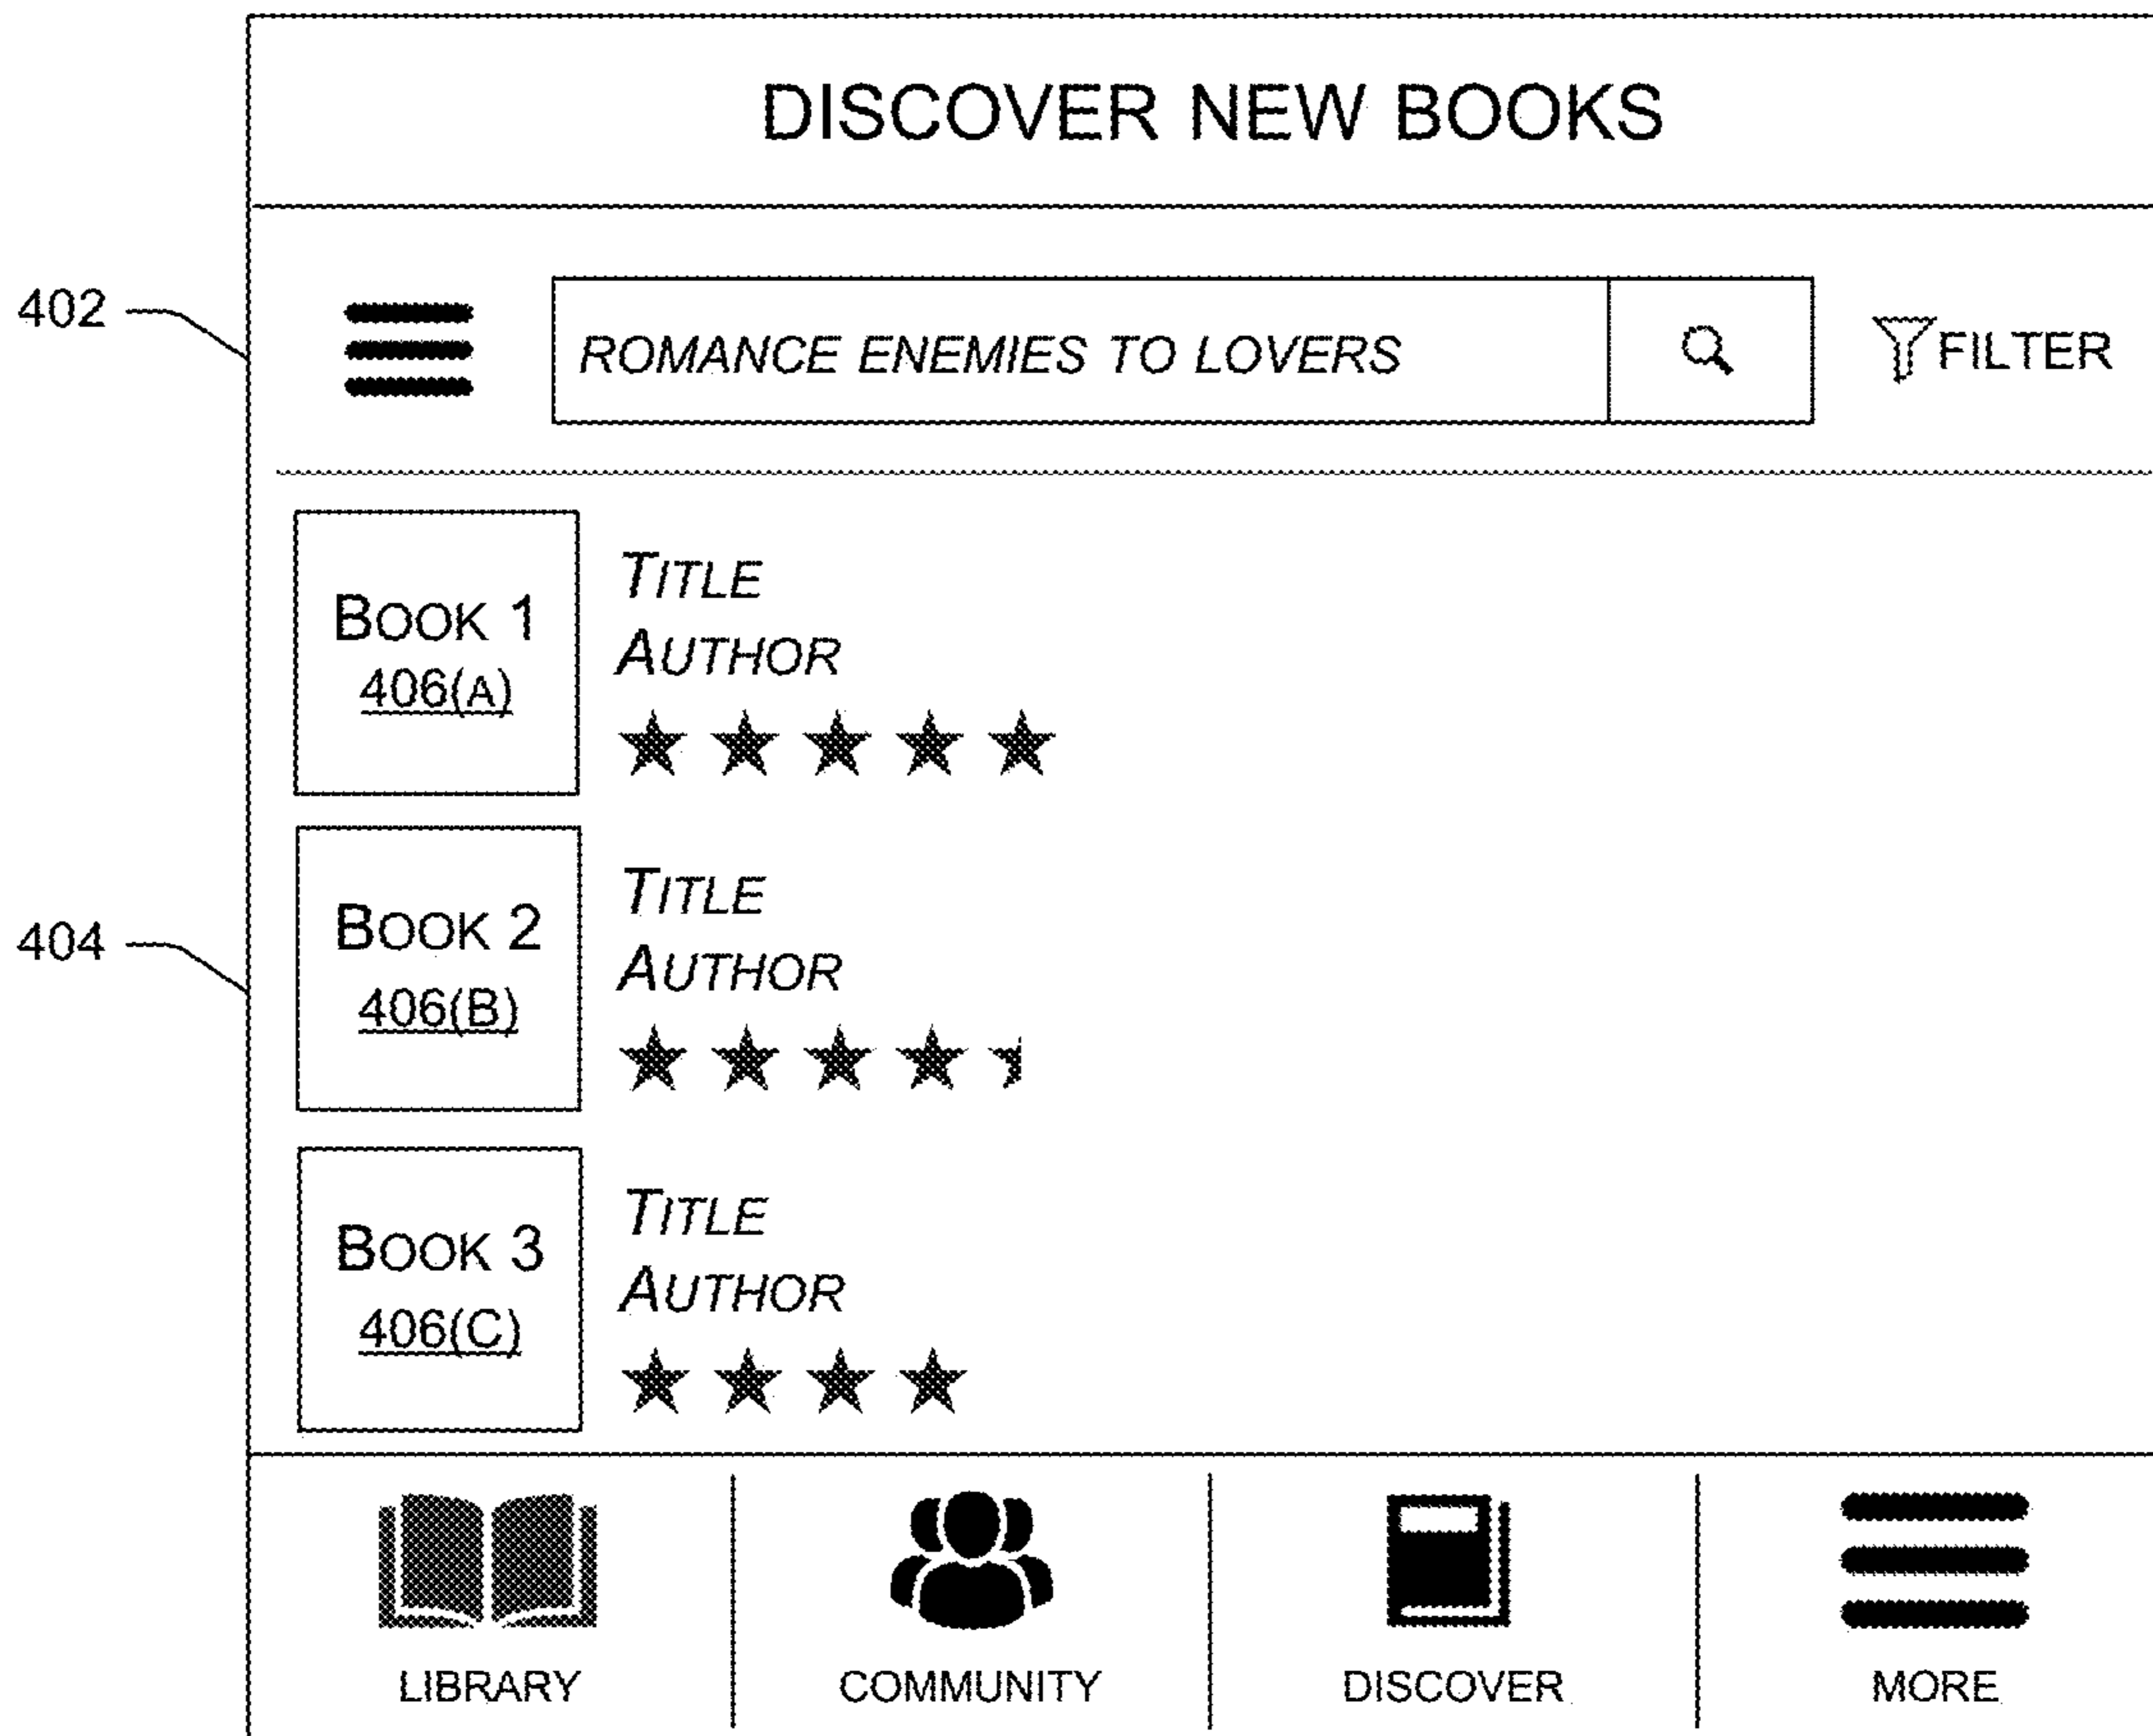 DISCOVER NEW BOOKS
402
ROMANCE ENEMIES TO LOVERS
FILTER
BOOK 1
406(A)
TITLE
AUTHOR
404
BOOK 2
406(B)
TITLE
AUTHOR
BOOK 3
406(C)
TITLE
AUTHOR
LIBRARY
COMMUNITY
DISCOVER
MORE